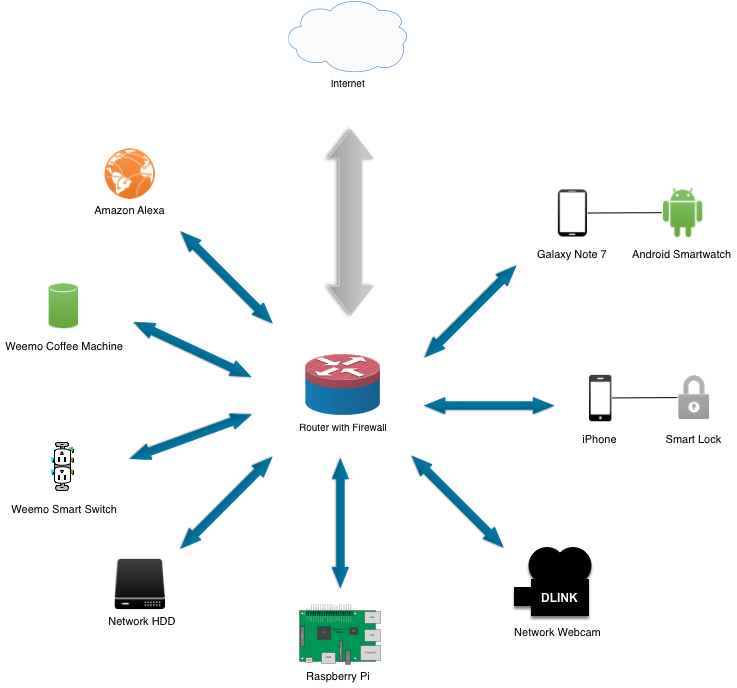 Internet
Amazon Alexa
Galaxy Note 7
Android Smartwatch
Weemo Coffee Machine
Router with Firewall
iPhone
Smart Lock
Weemo Smart Switch
DLINK
Network HDD
Network Webcam
Raspberry Pi